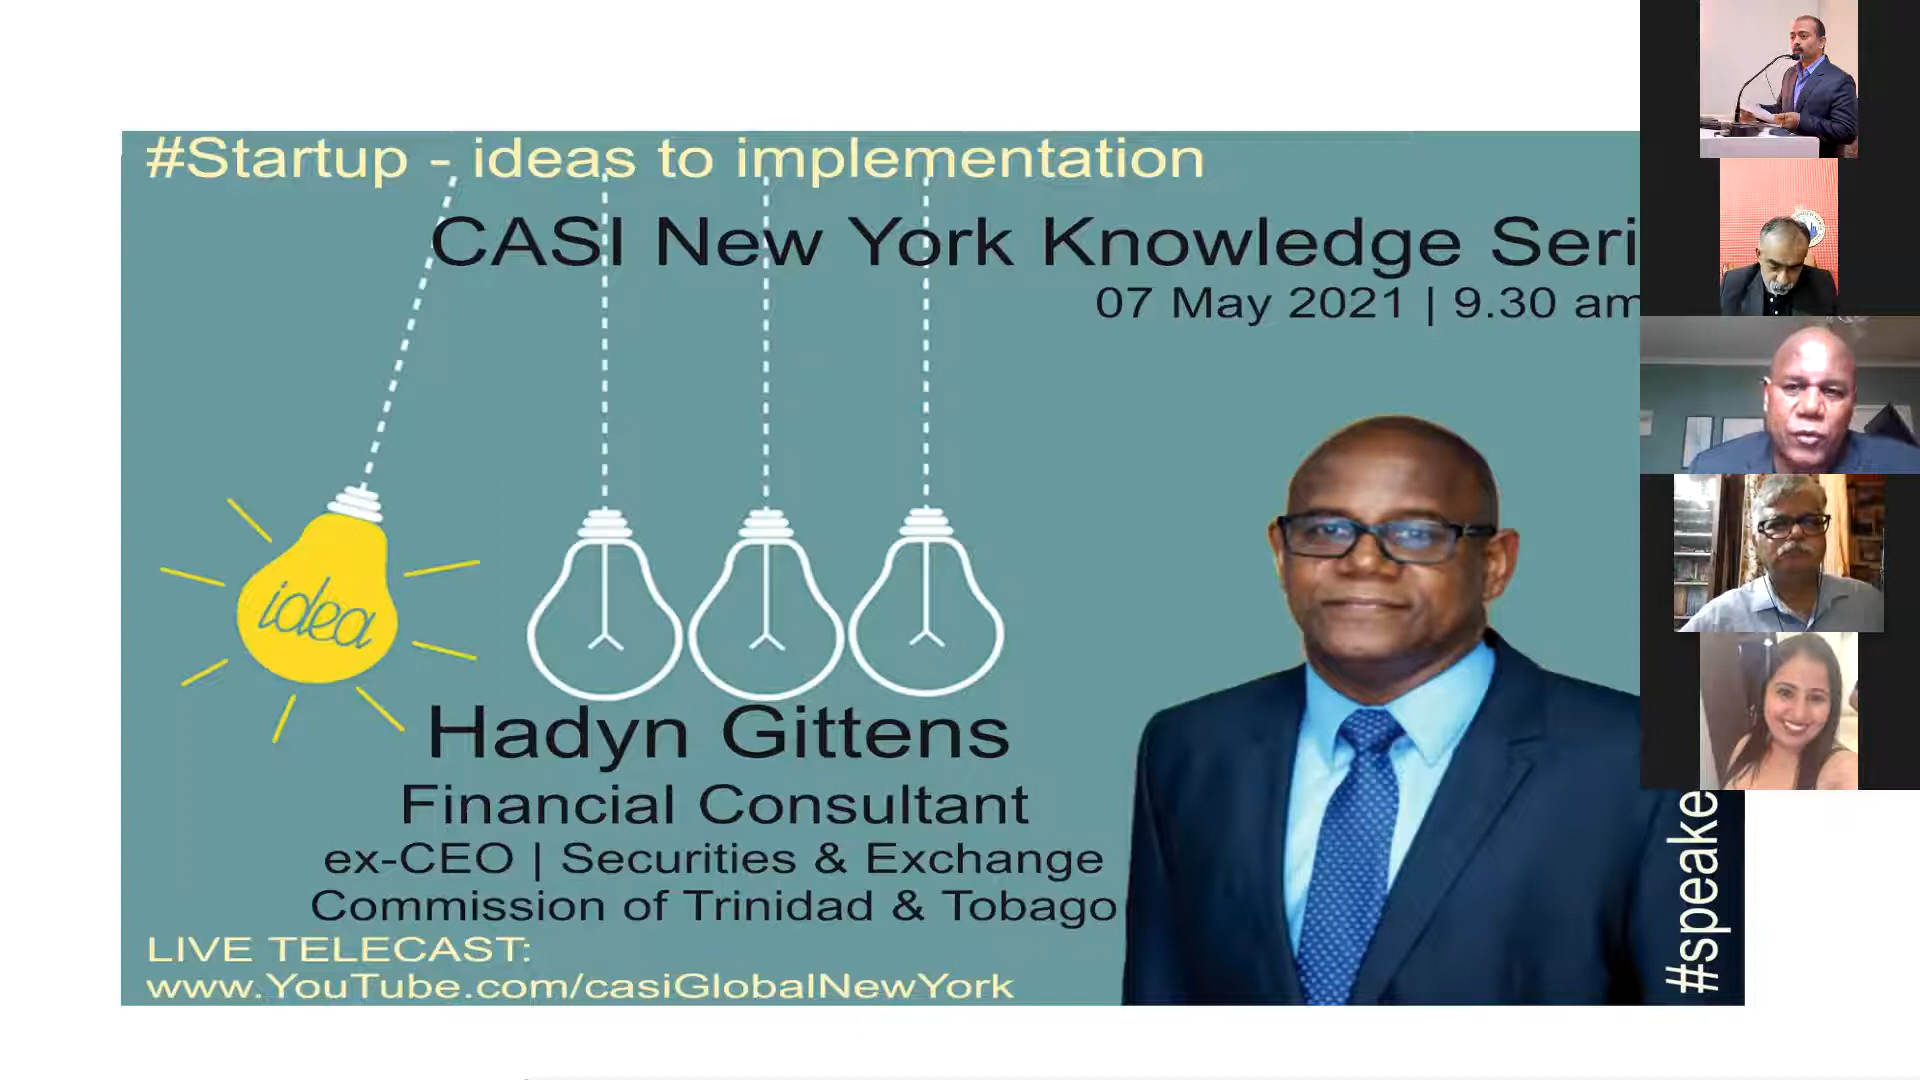 #Startup - ideas to implementation
CASI New York Knowledge Seri
07 May 2021 | 9.30 am
idea
Hadyn Gittens
Financial Consultant
ex-CEO | Securities & Exchange
Commission of Trinidad & Tobago
LIVE TELECAST:
www.YouTube.com/casiGlobalNewYork
#speake